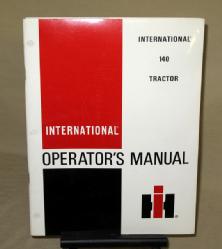 INTERNATIONAL
140
TRACTOR
INTERNATIONAL®
OPERATOR'S MANUAL
IH
®